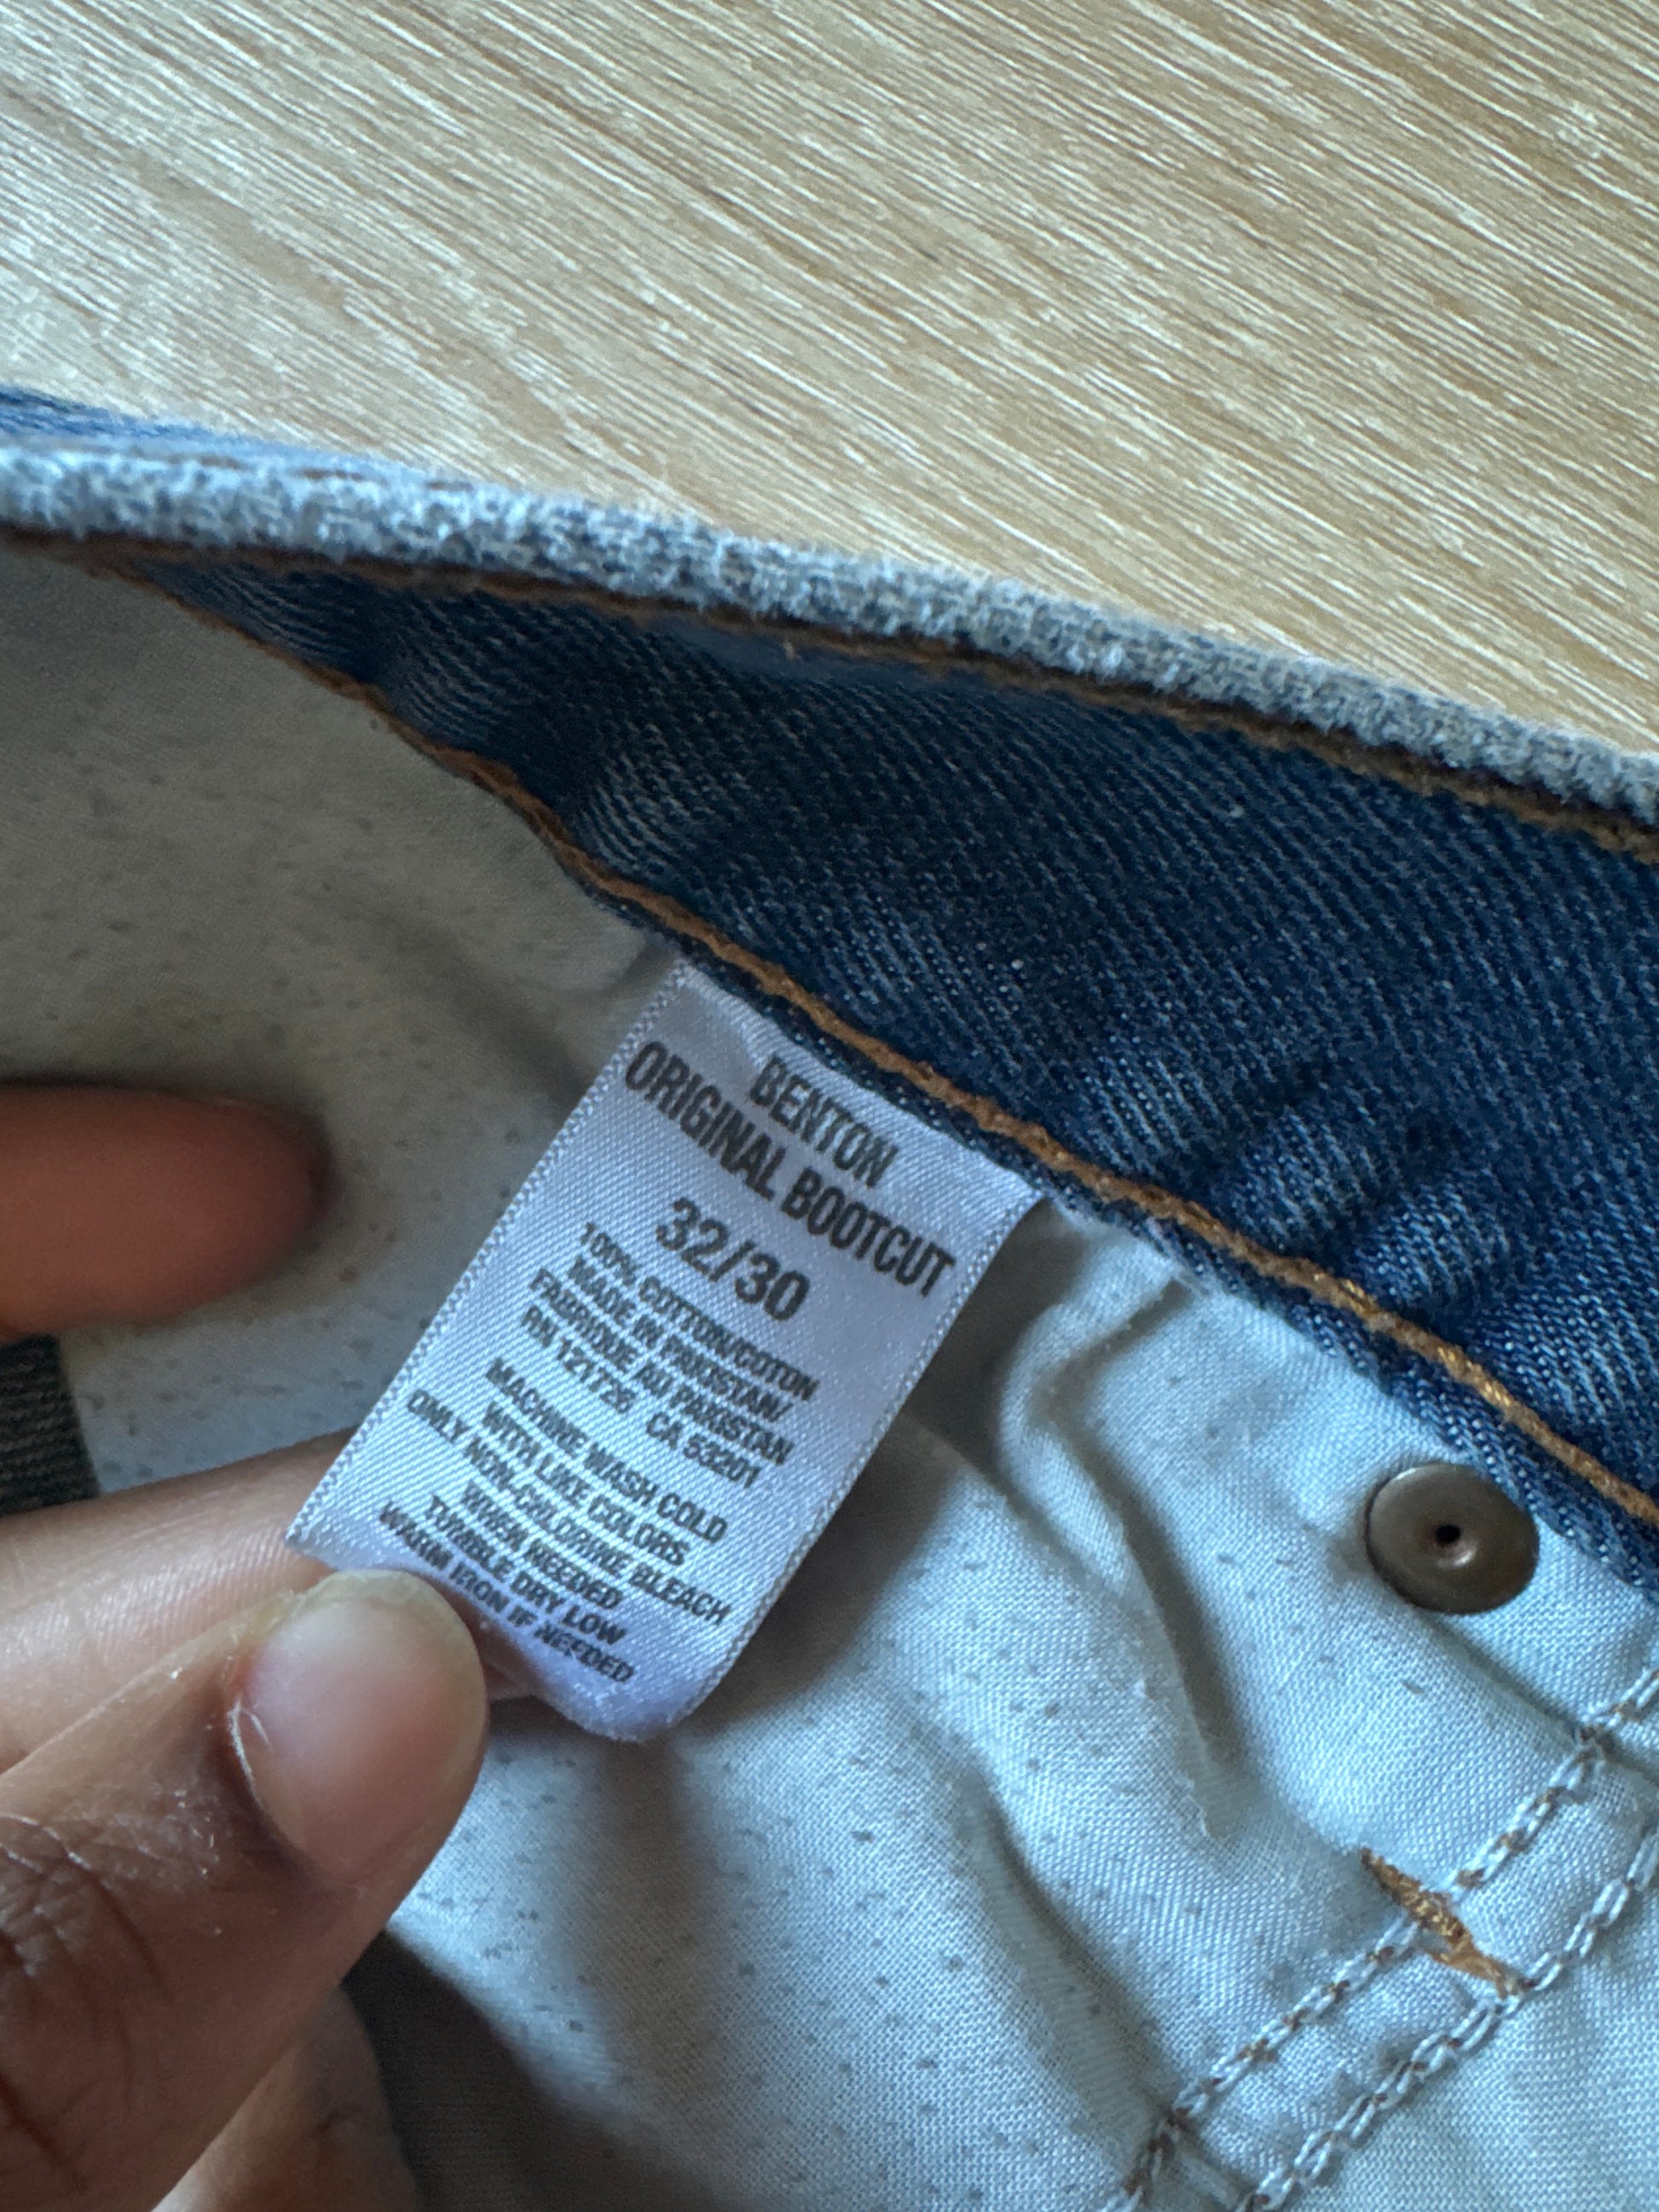 BENTON
ORIGINAL BOOTCUT
32/30
100% COTTON/COTON
MADE IN PAKISTAN/
FABRIQUE AU PAKISTAN
RN 121725 CA 53201
MACHINE WASH COLD
WITH LIKE COLORS
ONLY NON-CHLORINE BLEACH
WHEN NEEDED
TUMBLE DRY LOW
WARM IRON IF NEEDED